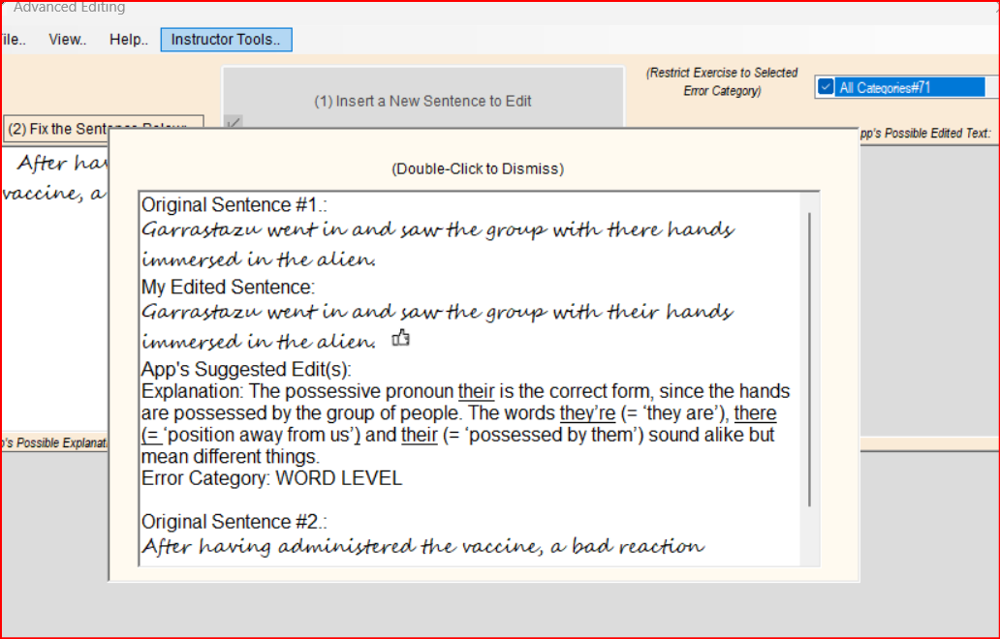 Advanced Editing
ile.. View.. Help.. Instructor Tools..
(1) Insert a New Sentence to Edit
(Restrict Exercise to Selected
Error Category)
All Categories#71
(2) Fix the Sentence Below:
pp's Possible Edited Text:
After ha
vaccine, a
(Double-Click to Dismiss)
Original Sentence #1.:
Garrastazu went in and saw the group with there hands
immersed in the alien.
My Edited Sentence:
Garrastazu went in and saw the group with their hands
immersed in the alien.
App's Suggested Edit(s):
Explanation: The possessive pronoun their is the correct form, since the hands
are possessed by the group of people. The words they're (= ‘they are’), there
(= ‘position away from us’) and their (= ‘possessed by them’) sound alike but
mean different things.
Error Category: WORD LEVEL
Original Sentence #2.:
After having administered the vaccine, a bad reaction
's Possible Explanat